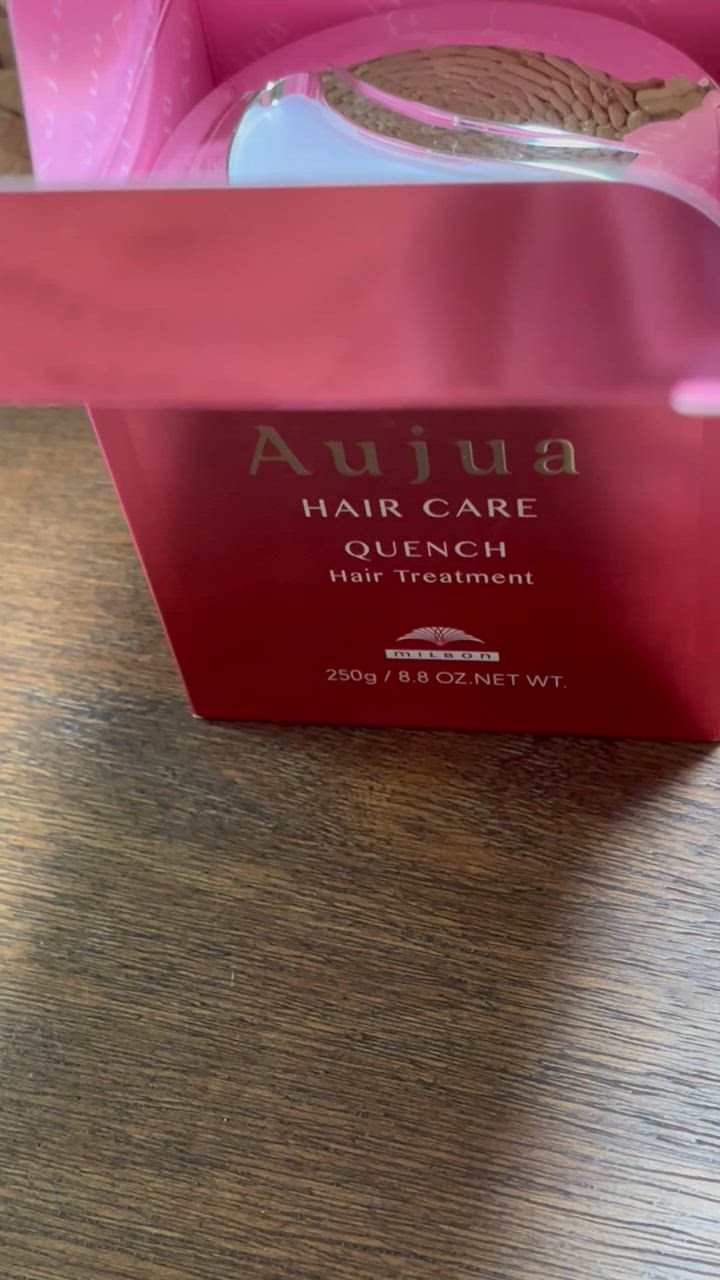 Aujua
HAIR CARE
QUENCH
Hair Treatment
MILBON
250g / 8.8 OZ.NET WT.